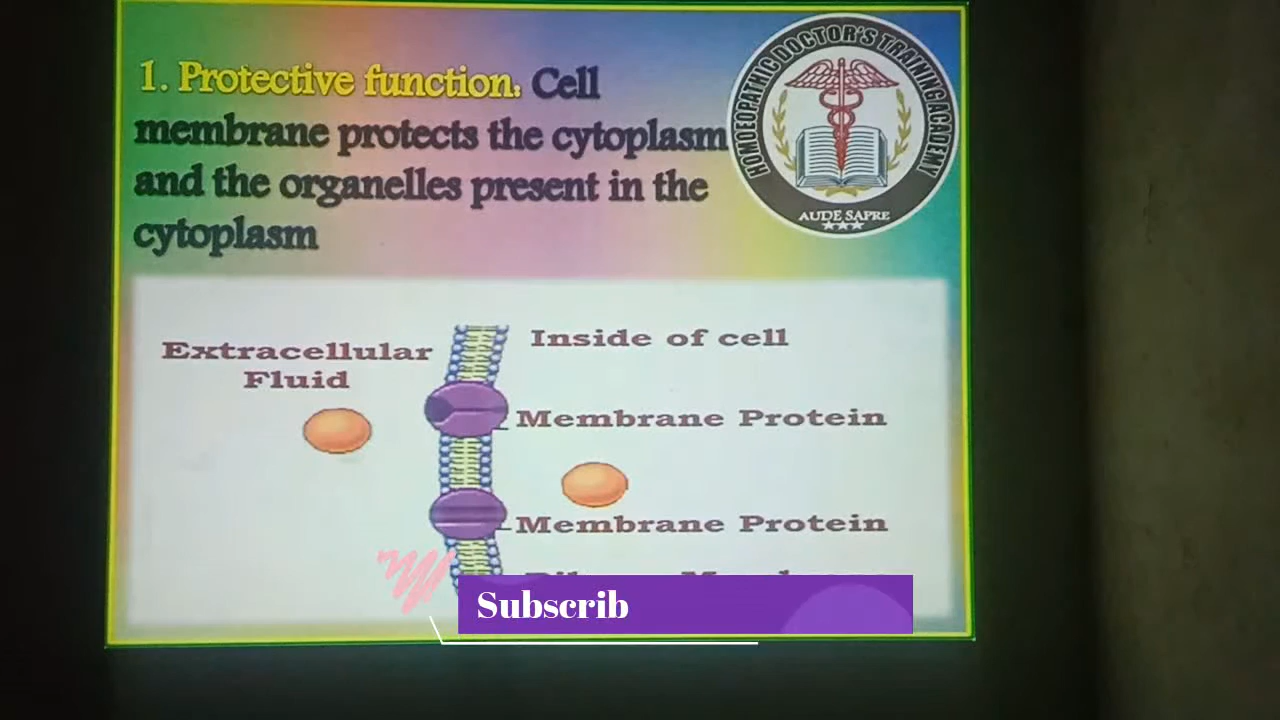 1. Protective function. Cell
membrane protects the cytoplasm
and the organelles present in the
cytoplasm
HOMOEOPATHIC DOCTOR'S TRAINING ACADEMY
AUDE SAPRE
Extracellular
Fluid
Inside of cell
Membrane Protein
Membrane Protein
Subscrib